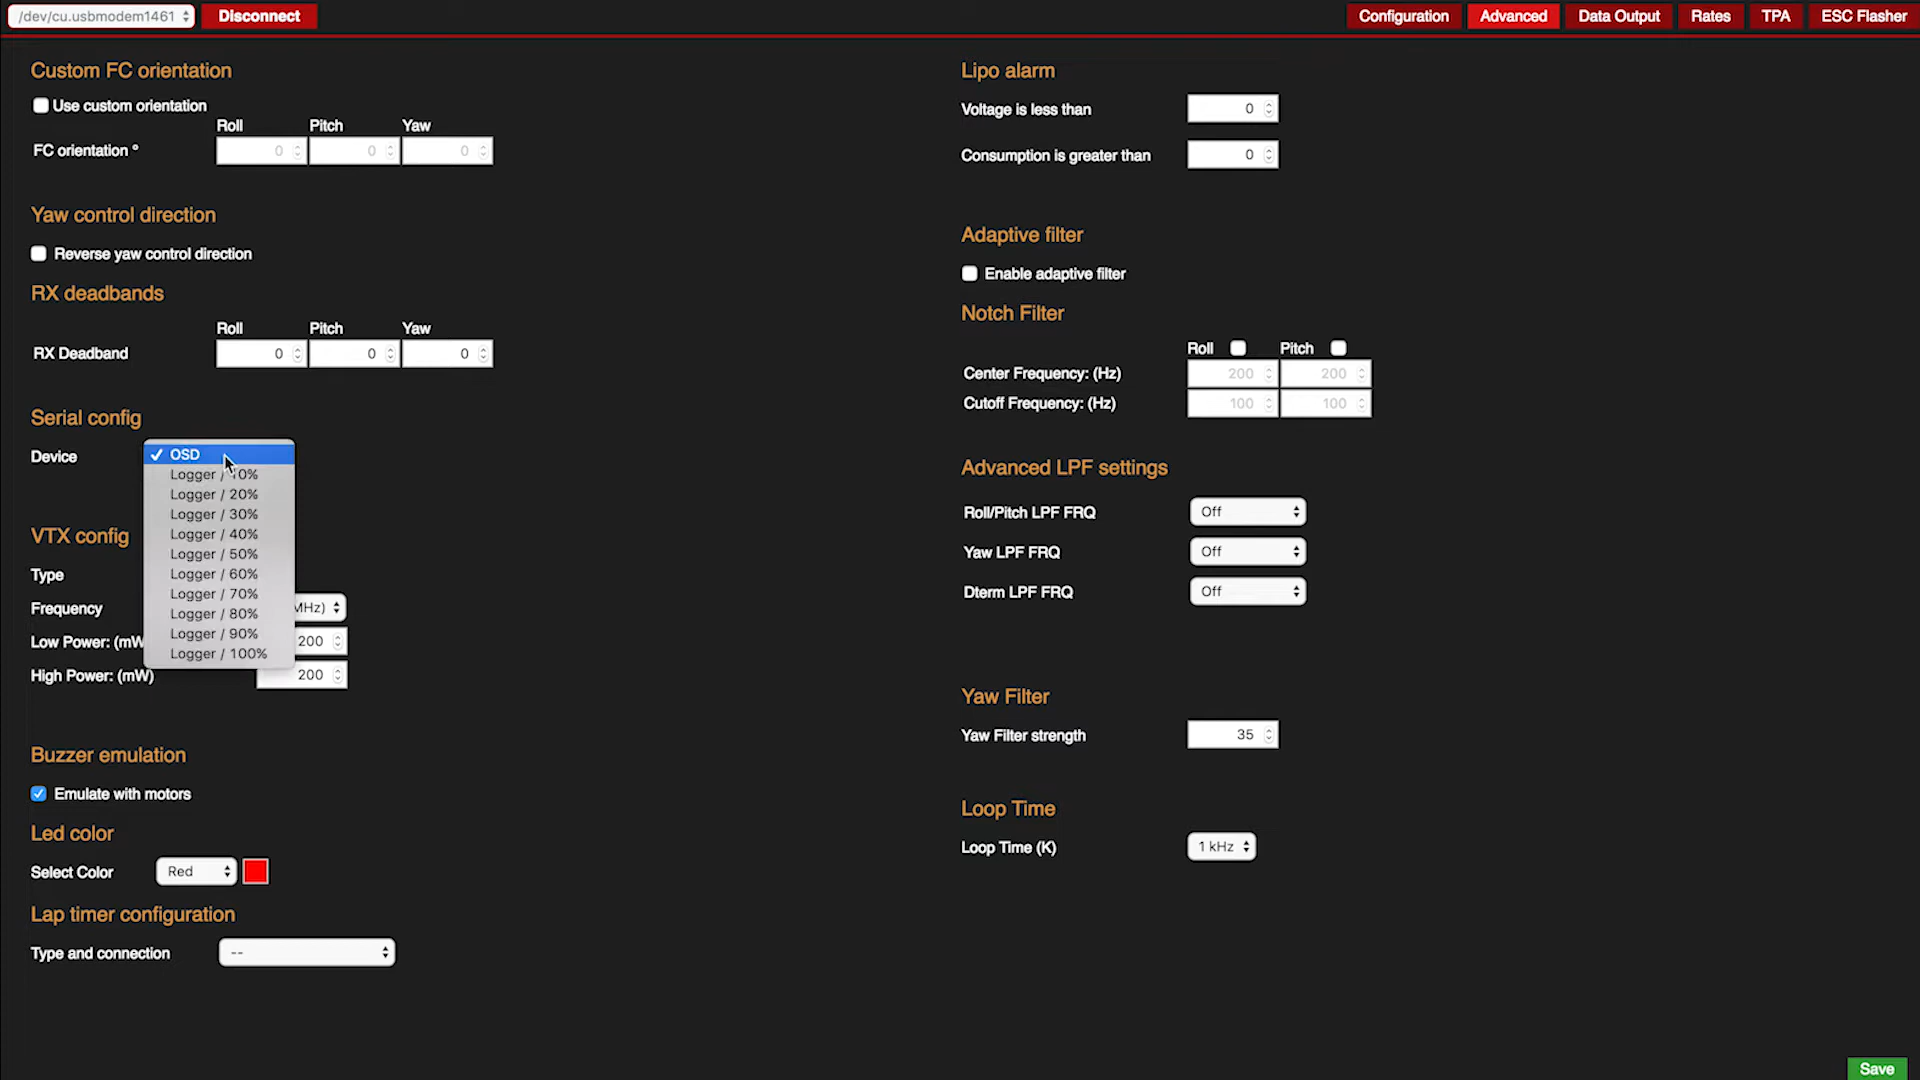 /dev/cu.usbmodem1461 Disconnect Configuration Advanced Data Output Rates TPA ESC Flasher
Custom FC orientation
Use custom orientation
Roll Pitch Yaw
FC orientation ° 0 0 0
Yaw control direction
Reverse yaw control direction
RX deadbands
Roll Pitch Yaw
RX Deadband 0 0 0
Serial config
Device
OSD
Logger / 10%
Logger / 20%
Logger / 30%
Logger / 40%
Logger / 50%
Logger / 60%
Logger / 70%
Logger / 80%
Logger / 90%
Logger / 100%
VTX config
Type
Frequency MHz)
Low Power: (mW 200
High Power: (mW) 200
Buzzer emulation
Emulate with motors
Led color
Select Color Red
Lap timer configuration
Type and connection --
Lipo alarm
Voltage is less than 0
Consumption is greater than 0
Adaptive filter
Enable adaptive filter
Notch Filter
Roll Pitch
Center Frequency: (Hz) 200 200
Cutoff Frequency: (Hz) 100 100
Advanced LPF settings
Roll/Pitch LPF FRQ Off
Yaw LPF FRQ Off
Dterm LPF FRQ Off
Yaw Filter
Yaw Filter strength 35
Loop Time
Loop Time (K) 1 kHz
Save